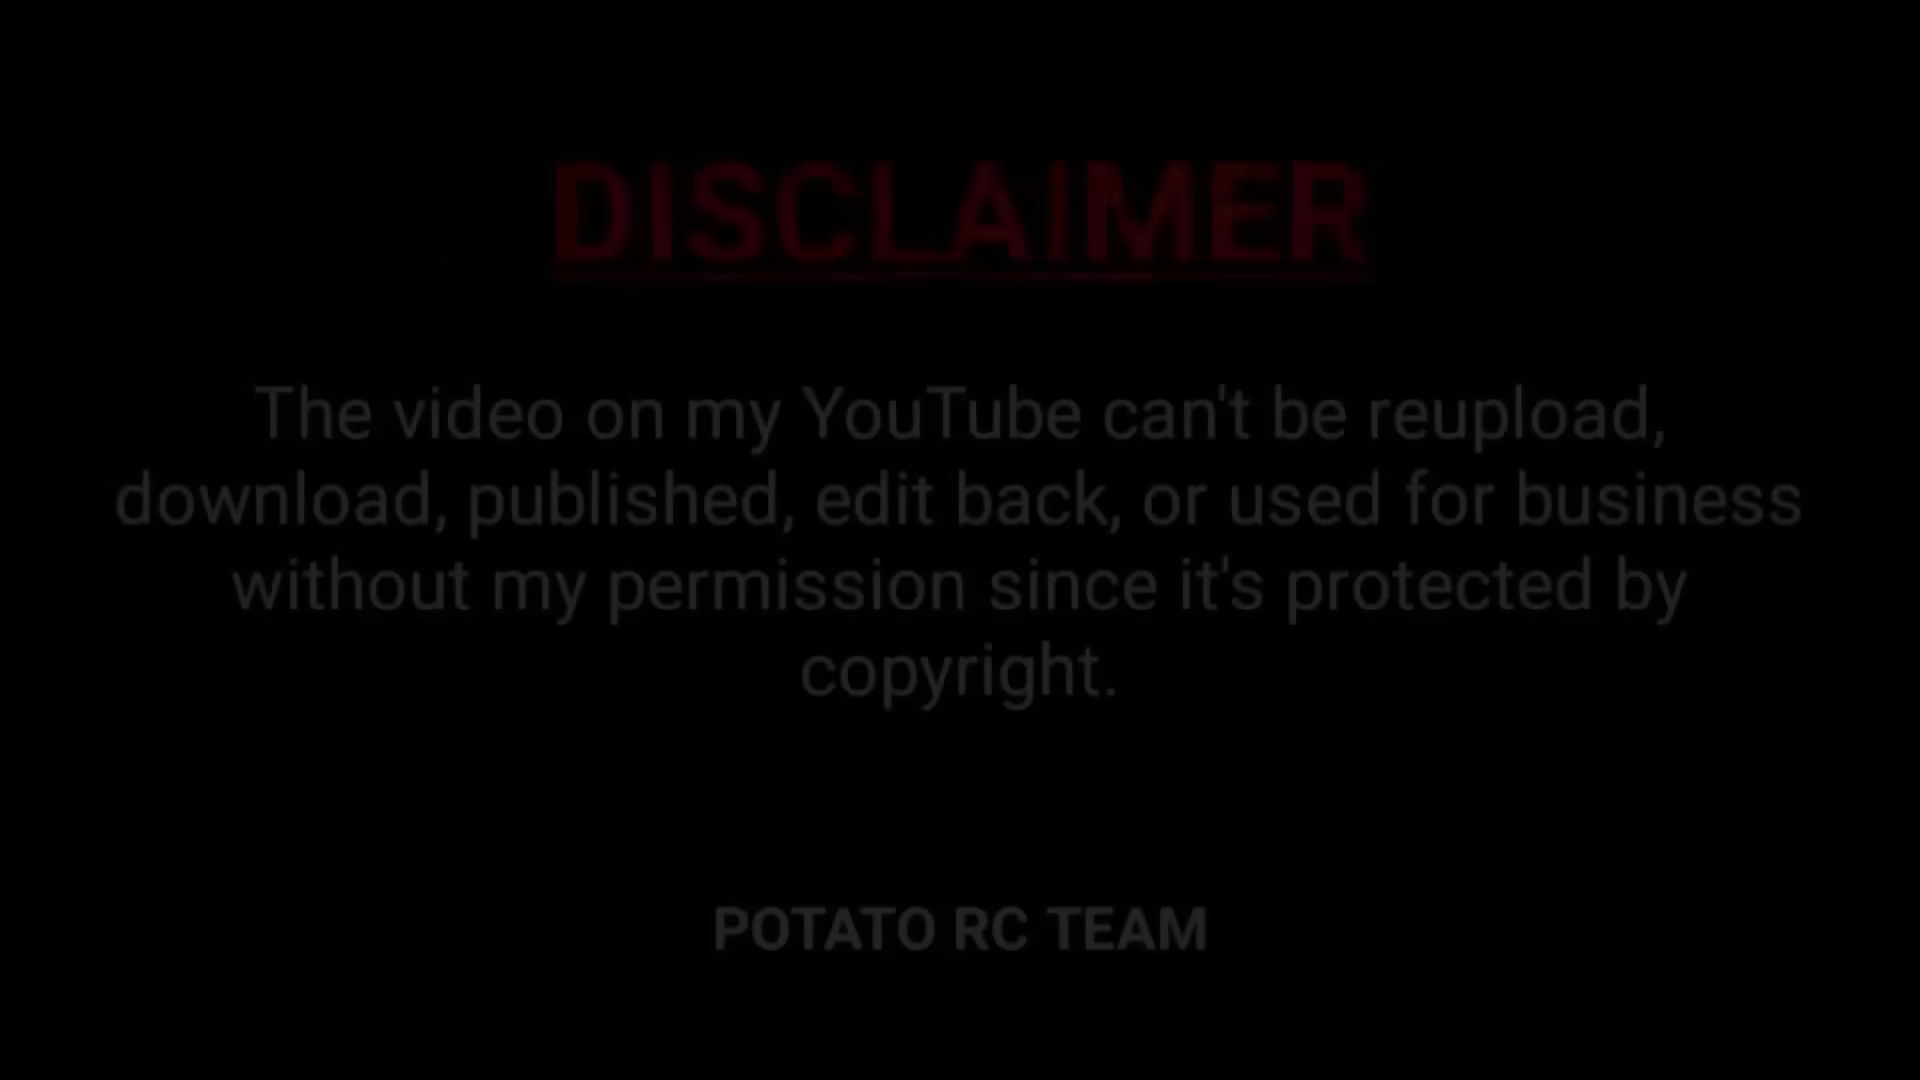 DISCLAIMER
The video on my YouTube can't be reupload,
download, published, edit back, or used for business
without my permission since it's protected by
copyright.
POTATO RC TEAM